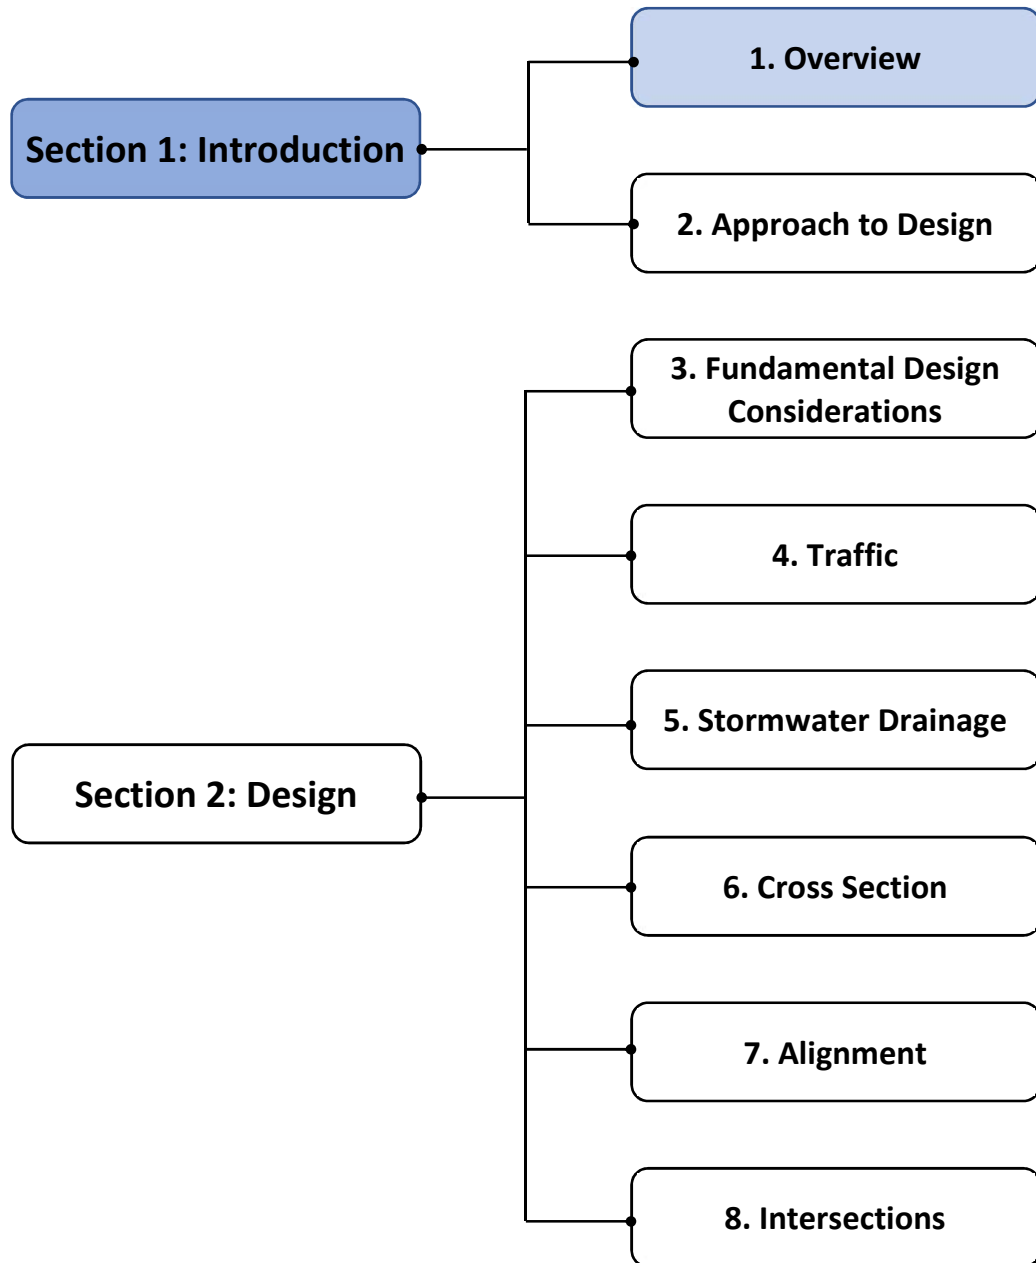 1. Overview
Section 1: Introduction
2. Approach to Design
3. Fundamental Design
Considerations
4. Traffic
5. Stormwater Drainage
Section 2: Design
6. Cross Section
7. Alignment
8. Intersections